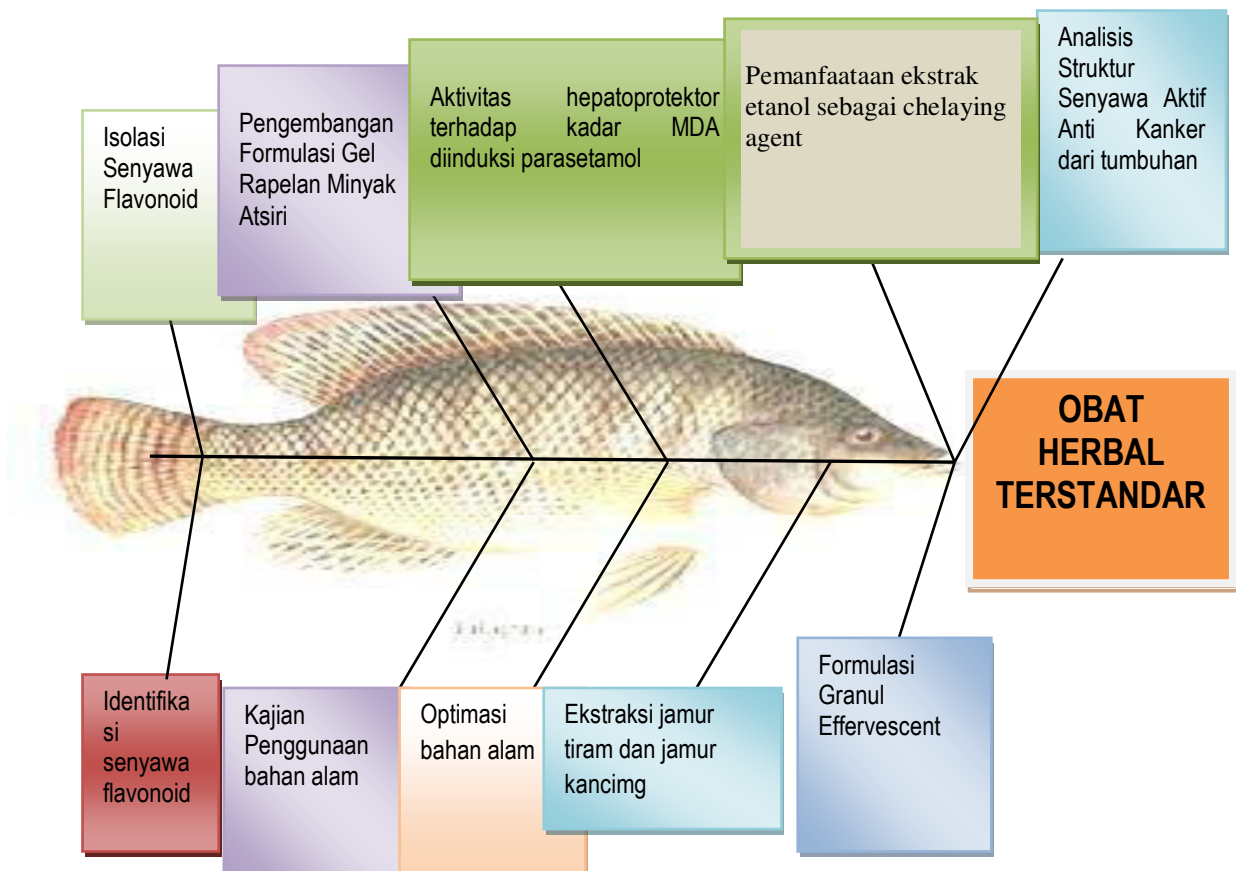 Isolasi
Senyawa
Flavonoid
Pengembangan
Formulasi Gel
Rapelan Minyak
Atsiri
Aktivitas hepatoprotektor
terhadap kadar MDA
diinduksi parasetamol
Pemanfaataan ekstrak
etanol sebagai chelaying
agent
Analisis
Struktur
Senyawa Aktif
Anti Kanker
dari tumbuhan
OBAT
HERBAL
TERSTANDAR
Identifika
si
senyawa
flavonoid
Kajian
Penggunaan
bahan alam
Optimasi
bahan alam
Ekstraksi jamur
tiram dan jamur
kancimg
Formulasi
Granul
Effervescent